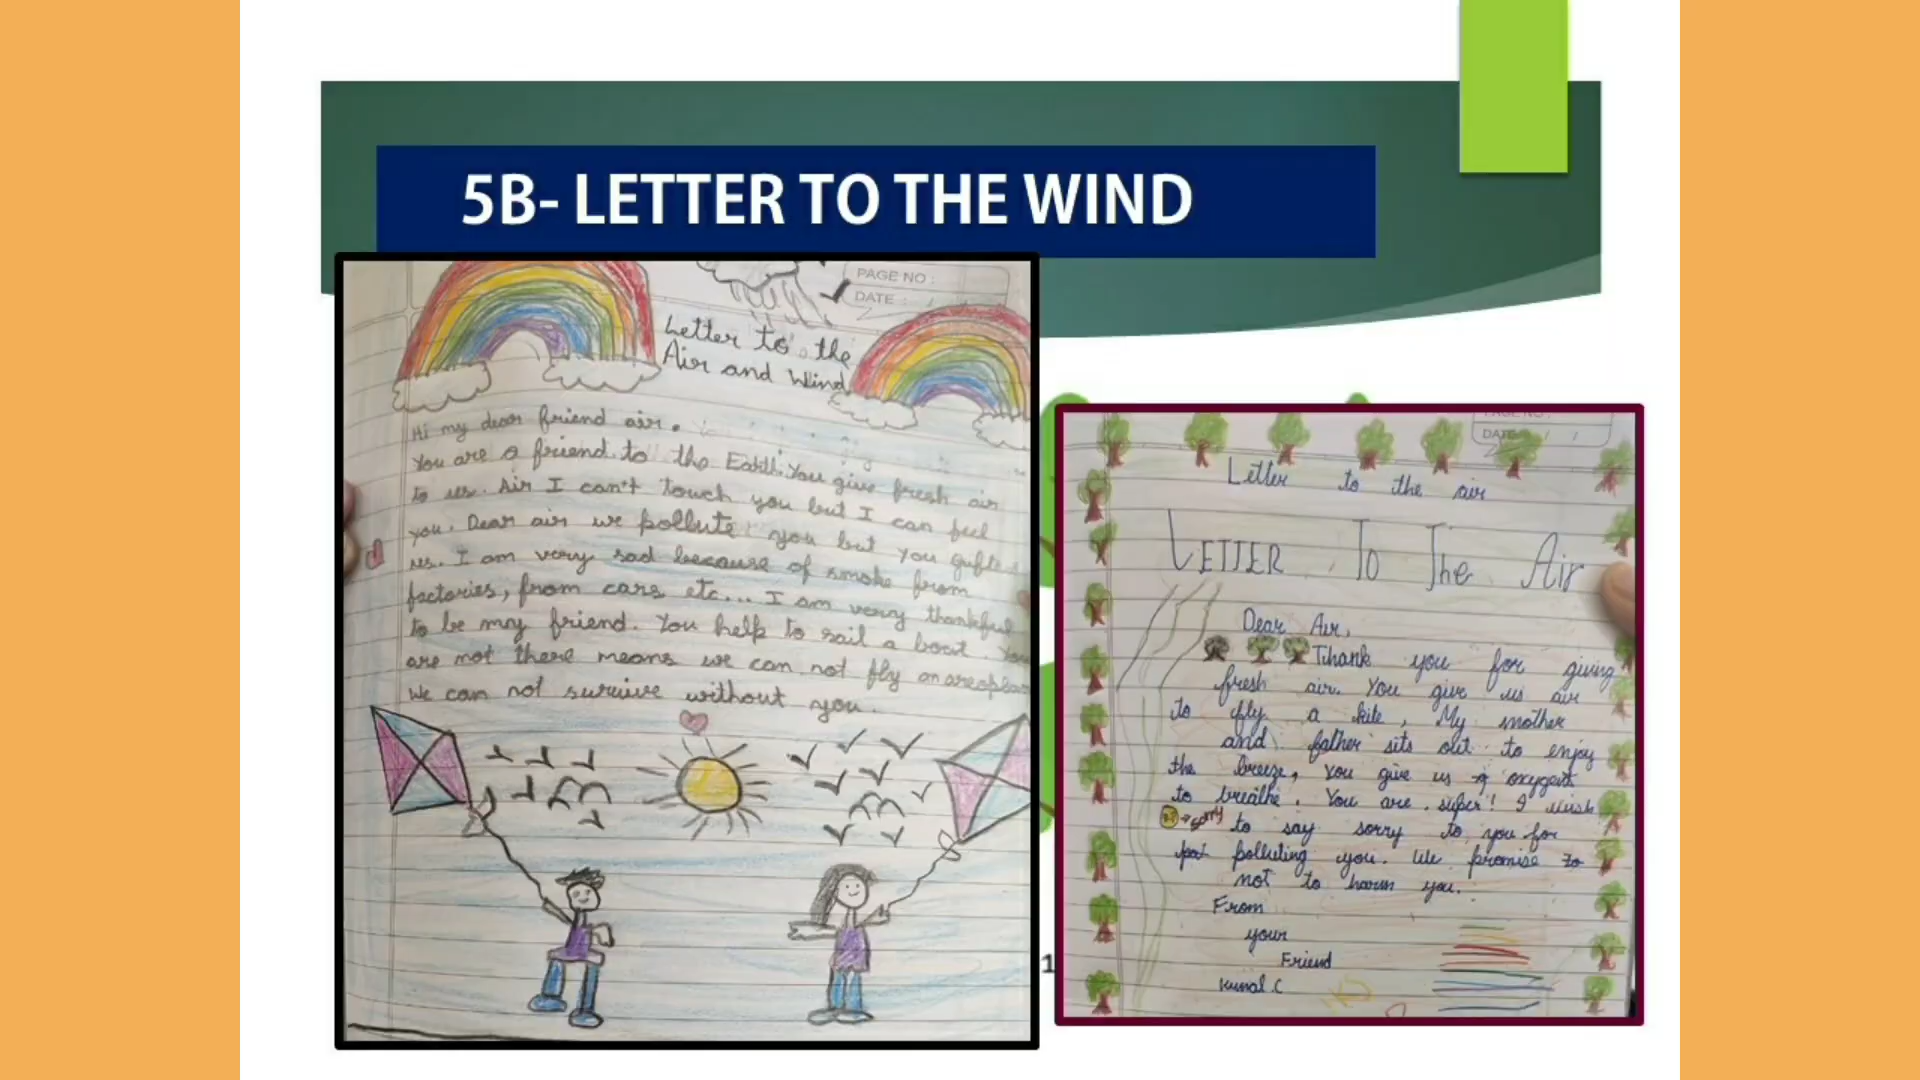 5B- LETTER TO THE WIND
PAGE NO :
DATE : / /
Letter to the
Air and Wind
Hi my dear friend air.
You are a friend to the Earth. You give fresh air
to us. Air I can't touch you but I can feel
you. Dear air we pollute you but you
us. I am very sad because of smoke from
factories, from cars etc... I am very thankful
to be my friend. You help to sail a boat. You
are not there means we can not fly an
We can not survive without you.
PAGE NO :
DATE : / /
Letter to the air
LETTER To The Air
Dear Air,
Thank you for giving
fresh air. You give us air
to fly a kite, My mother
and father sits out to enjoy
the breeze, You give us oxygen
to breathe. You are super! I wish
→ sorry to say sorry to you for
polluting you. We promise to
not to harm you.
From
your
Friend
Kunal.C
1